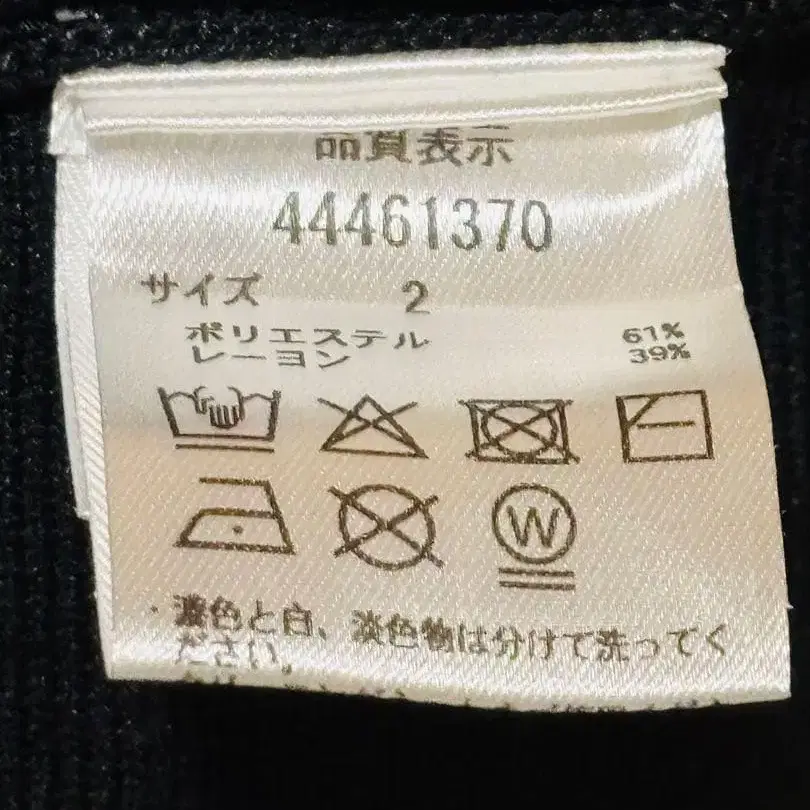 品質表示
44461370
サイズ 2
ポリエステル 61%
レーヨン 39%
W
・濃色と白、淡色物は分けて洗ってく
ださい。